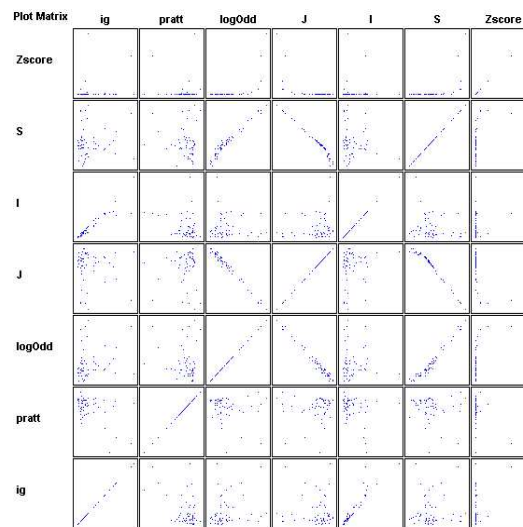 Plot Matrix ig pratt logOdd J I S Zscore
Zscore
S
I
J
logOdd
pratt
ig